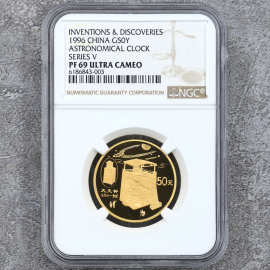 INVENTIONS & DISCOVERIES
1996 CHINA G50Y
ASTRONOMICAL CLOCK
SERIES V
PF 69 ULTRA CAMEO
6186843-003
NUMISMATIC GUARANTY CORPORATION
NGC
50元